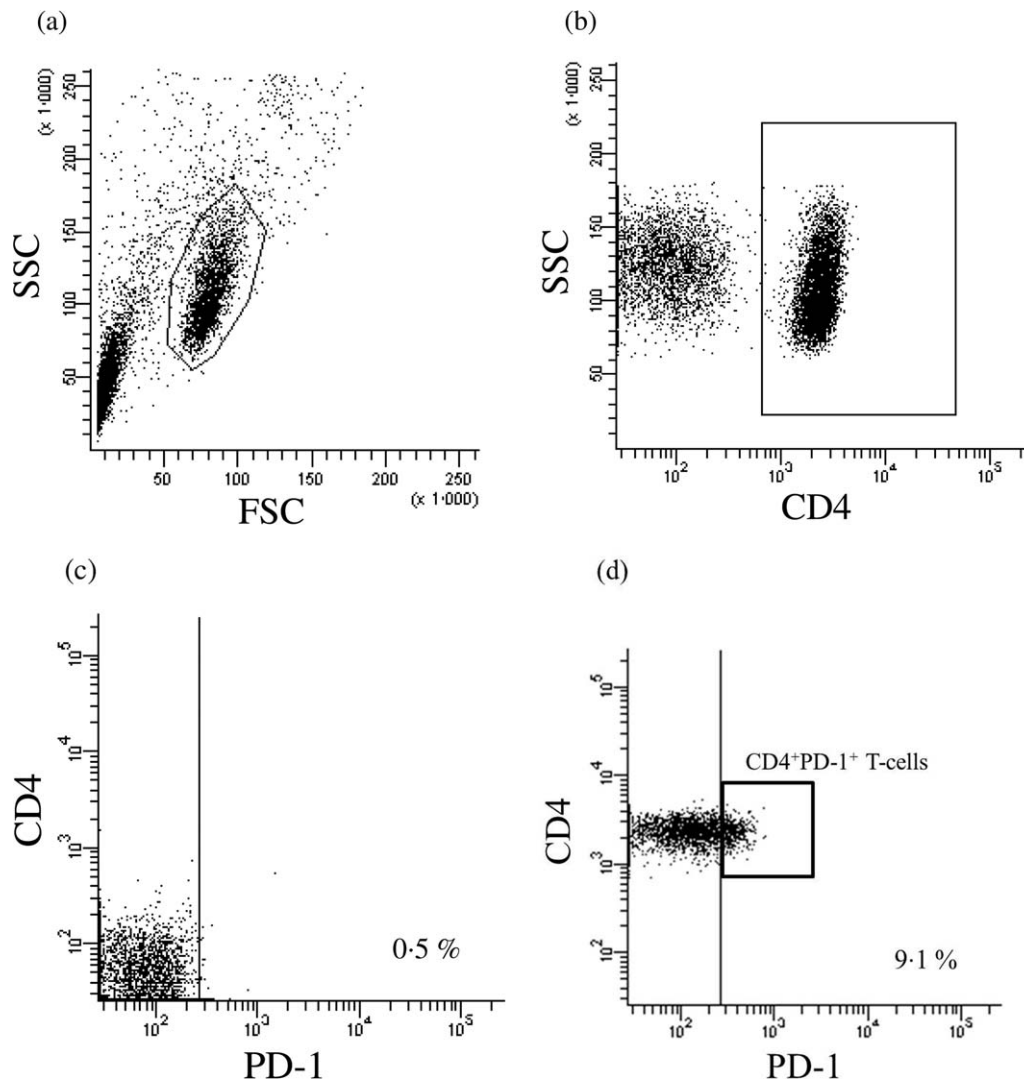 (a)
(x 1·000)
250
200
150
100
50
SSC
50 100 150 200 250
(x 1·000)
FSC
(b)
(x 1·000)
250
200
150
100
50
SSC
10² 10³ 10⁴ 10⁵
CD4
(c)
10⁵
10⁴
10³
10²
CD4
0·5 %
10² 10³ 10⁴ 10⁵
PD-1
(d)
10⁵
10⁴
10³
10²
CD4
CD4⁺PD-1⁺ T-cells
9·1 %
10² 10³ 10⁴ 10⁵
PD-1